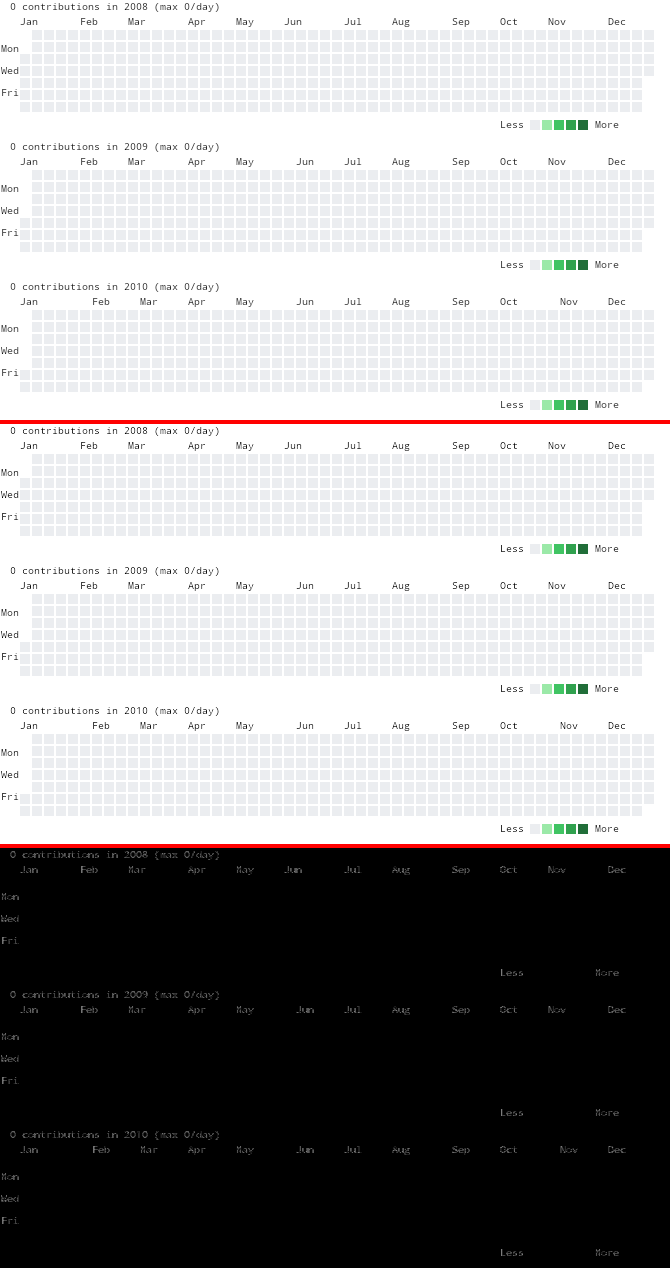 0 contributions in 2008 (max 0/day)
Jan Feb Mar Apr May Jun Jul Aug Sep Oct Nov Dec
Mon
Wed
Fri
Less More
0 contributions in 2009 (max 0/day)
Jan Feb Mar Apr May Jun Jul Aug Sep Oct Nov Dec
Mon
Wed
Fri
Less More
0 contributions in 2010 (max 0/day)
Jan Feb Mar Apr May Jun Jul Aug Sep Oct Nov Dec
Mon
Wed
Fri
Less More
0 contributions in 2008 (max 0/day)
Jan Feb Mar Apr May Jun Jul Aug Sep Oct Nov Dec
Mon
Wed
Fri
Less More
0 contributions in 2009 (max 0/day)
Jan Feb Mar Apr May Jun Jul Aug Sep Oct Nov Dec
Mon
Wed
Fri
Less More
0 contributions in 2010 (max 0/day)
Jan Feb Mar Apr May Jun Jul Aug Sep Oct Nov Dec
Mon
Wed
Fri
Less More
0 contributions in 2008 (max 0/day)
Jan Feb Mar Apr May Jun Jul Aug Sep Oct Nov Dec
Mon
Wed
Fri
Less More
0 contributions in 2009 (max 0/day)
Jan Feb Mar Apr May Jun Jul Aug Sep Oct Nov Dec
Mon
Wed
Fri
Less More
0 contributions in 2010 (max 0/day)
Jan Feb Mar Apr May Jun Jul Aug Sep Oct Nov Dec
Mon
Wed
Fri
Less More